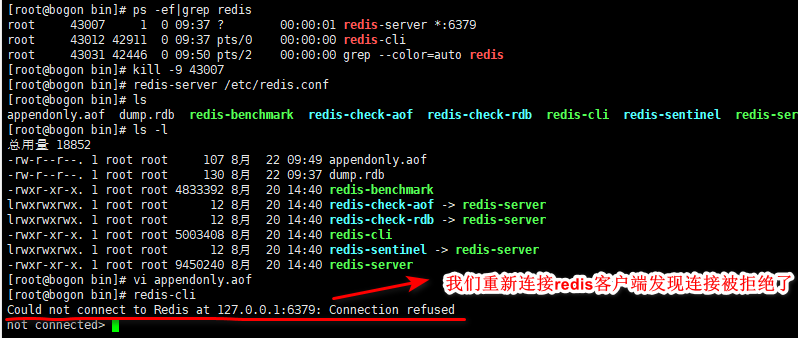 [root@bogon bin]# ps -ef|grep redis
root 43007 1 0 09:37 ? 00:00:01 redis-server *:6379
root 43012 42911 0 09:37 pts/0 00:00:00 redis-cli
root 43031 42446 0 09:50 pts/2 00:00:00 grep --color=auto redis
[root@bogon bin]# kill -9 43007
[root@bogon bin]# redis-server /etc/redis.conf
[root@bogon bin]# ls
appendonly.aof dump.rdb redis-benchmark redis-check-aof redis-check-rdb redis-cli redis-sentinel redis-ser
[root@bogon bin]# ls -l
总用量 18852
-rw-r--r--. 1 root root 107 8月 22 09:49 appendonly.aof
-rw-r--r--. 1 root root 130 8月 22 09:37 dump.rdb
-rwxr-xr-x. 1 root root 4833392 8月 20 14:40 redis-benchmark
lrwxrwxrwx. 1 root root 12 8月 20 14:40 redis-check-aof -> redis-server
lrwxrwxrwx. 1 root root 12 8月 20 14:40 redis-check-rdb -> redis-server
-rwxr-xr-x. 1 root root 5003408 8月 20 14:40 redis-cli
lrwxrwxrwx. 1 root root 12 8月 20 14:40 redis-sentinel -> redis-server
-rwxr-xr-x. 1 root root 9450240 8月 20 14:40 redis-server
[root@bogon bin]# vi appendonly.aof
我们重新连接redis客户端发现连接被拒绝了
[root@bogon bin]# redis-cli
Could not connect to Redis at 127.0.0.1:6379: Connection refused
not connected>